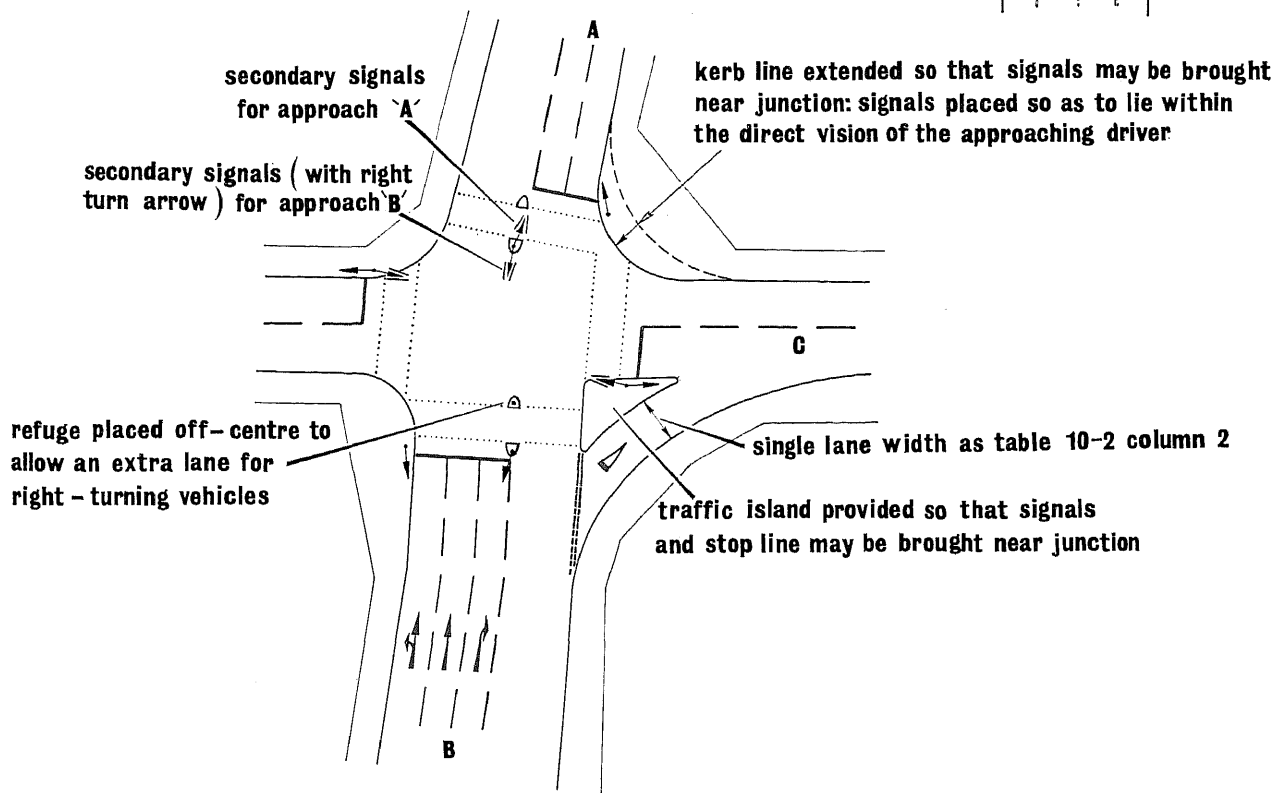 A
secondary signals
for approach `A´
kerb line extended so that signals may be brought
near junction: signals placed so as to lie within
the direct vision of the approaching driver
secondary signals ( with right
turn arrow ) for approach `B´
C
refuge placed off-centre to
allow an extra lane for
right - turning vehicles
single lane width as table 10-2 column 2
traffic island provided so that signals
and stop line may be brought near junction
B